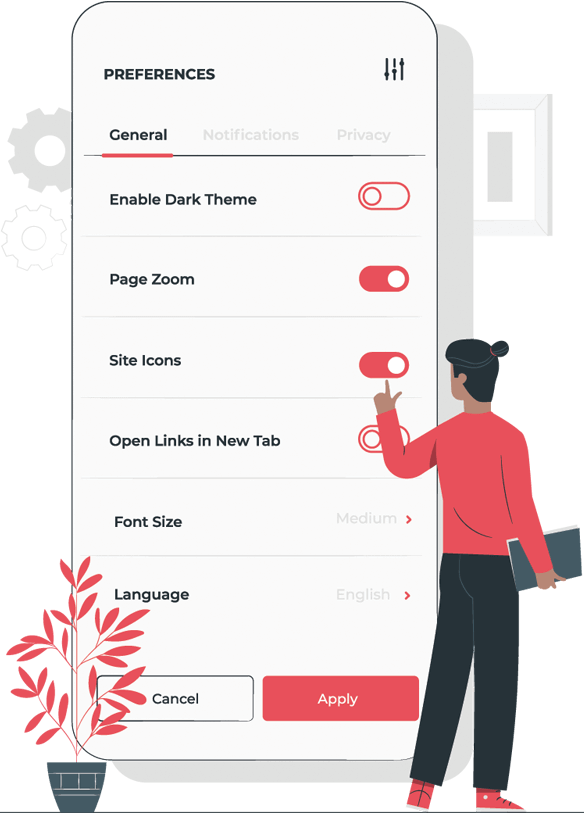 PREFERENCES
General Notifications Privacy
Enable Dark Theme
Page Zoom
Site Icons
Open Links in New Tab
Font Size Medium
Language English
Cancel Apply